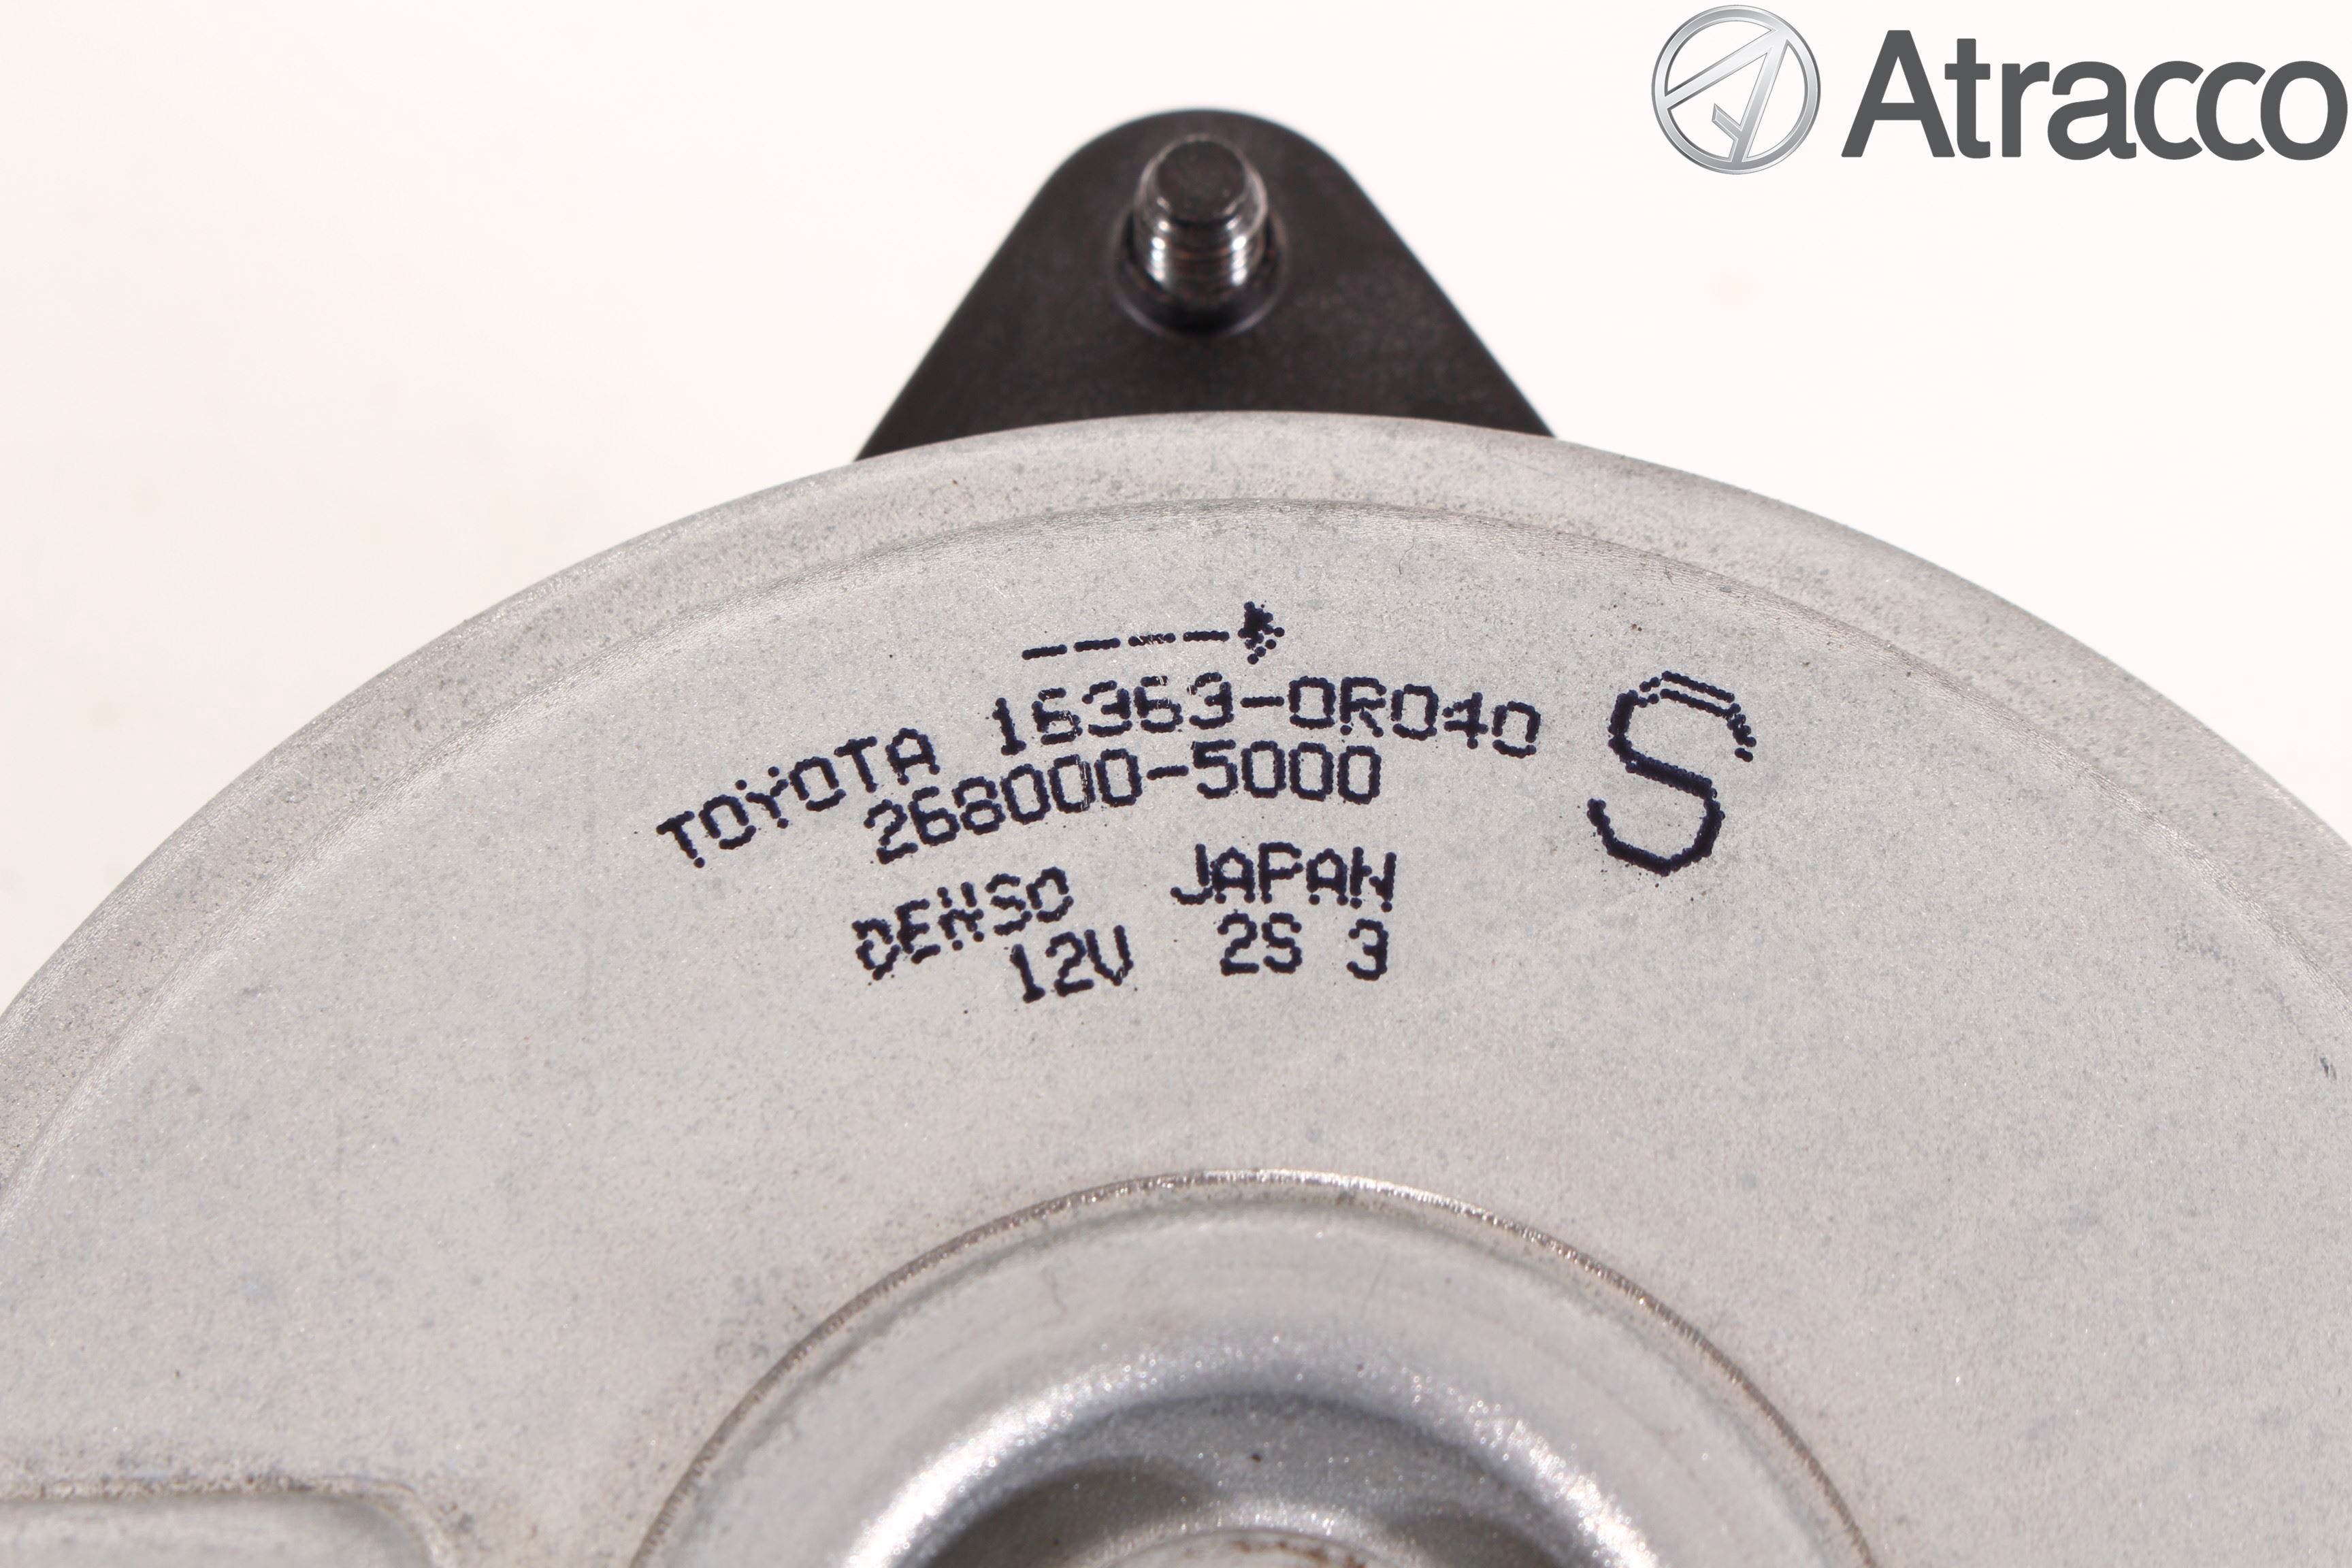 Atracco
TOYOTA 16363-0R040
S
268000-5000
DENSO JAPAN
12V 2S 3